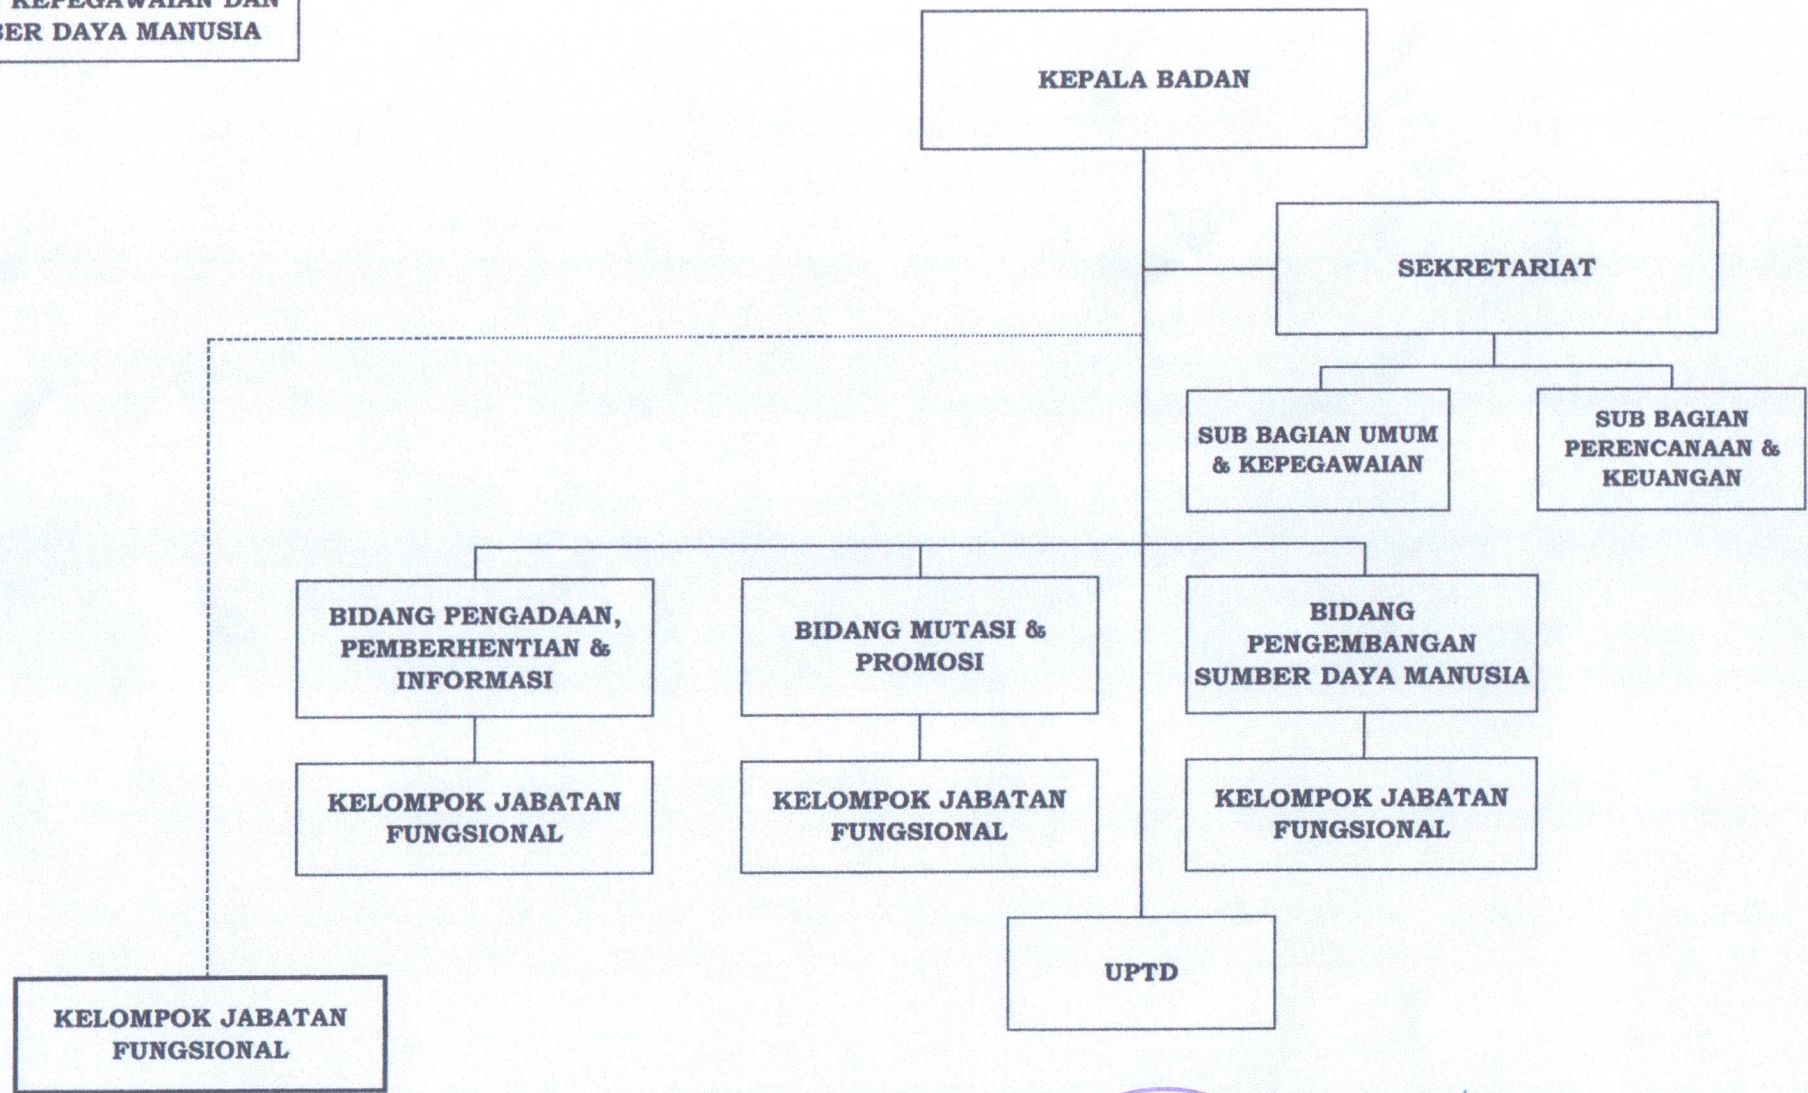 KEPEGAWAIAN DAN
DAYA MANUSIA
KEPALA BADAN
SEKRETARIAT
SUB BAGIAN UMUM
& KEPEGAWAIAN
SUB BAGIAN
PERENCANAAN &
KEUANGAN
BIDANG PENGADAAN,
PEMBERHENTIAN &
INFORMASI
BIDANG MUTASI &
PROMOSI
BIDANG
PENGEMBANGAN
SUMBER DAYA MANUSIA
KELOMPOK JABATAN
FUNGSIONAL
KELOMPOK JABATAN
FUNGSIONAL
KELOMPOK JABATAN
FUNGSIONAL
UPTD
KELOMPOK JABATAN
FUNGSIONAL